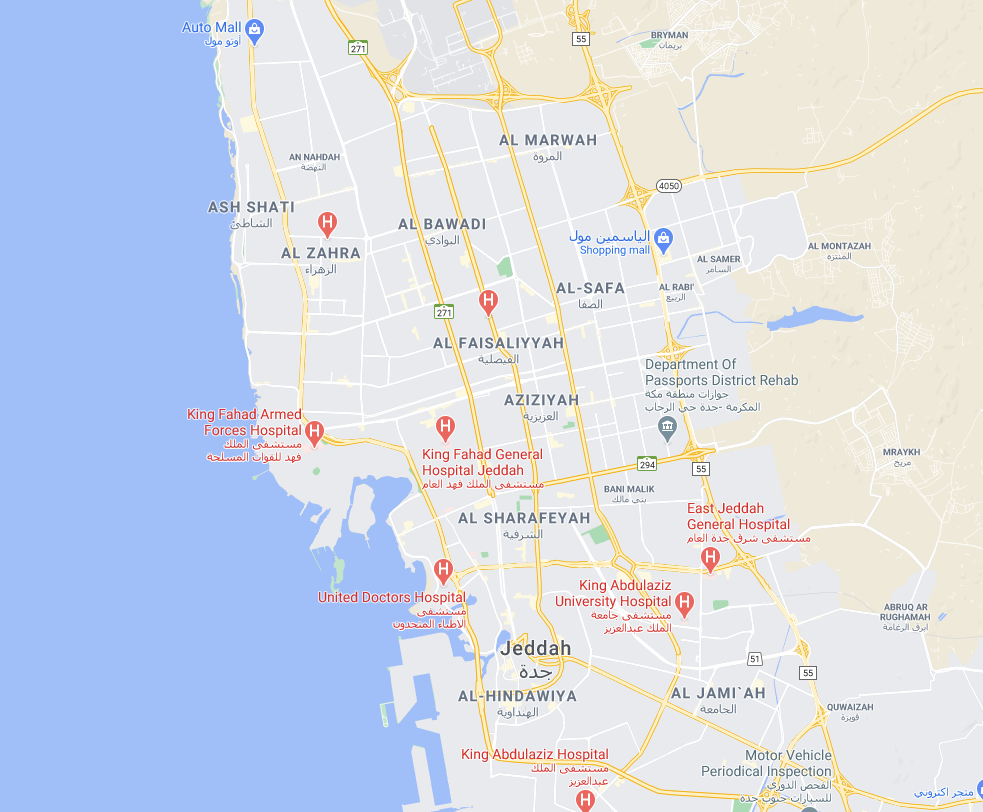 Auto Mall
اوتو مول
271
55
BRYMAN
بريمان
AL MARWAH
المروة
AN NAHDAH
النهضة
4050
ASH SHATI
الشاطئ
AL BAWADI
البوادي
الياسمين مول
Shopping mall
AL MONTAZAH
المنتزه
AL ZAHRA
الزهراء
AL SAMER
السامر
AL-SAFA
الصفا
AL RABI'
الربيع
271
AL FAISALIYYAH
الفيصلية
Department Of
Passports District Rehab
جوازات منطقة مكة
المكرمة -جدة حي الرحاب
AZIZIYAH
العزيزية
King Fahad Armed
Forces Hospital
مستشفى الملك
فهد للقوات المسلحة
King Fahad General
Hospital Jeddah
مستشفى الملك فهد العام
294
55
MRAYKH
مريخ
BANI MALIK
بني مالك
AL SHARAFEYAH
الشرفية
East Jeddah
General Hospital
مستشفى شرق جدة العام
United Doctors Hospital
مستشفى
الأطباء المتحدون
King Abdulaziz
University Hospital
مستشفى جامعة
الملك عبدالعزيز
ABRUQ AR
RUGHAMAH
ابرق الرغامة
Jeddah
جدة
51
55
AL-HINDAWIYA
الهنداوية
AL JAMI`AH
الجامعة
QUWAIZAH
قويزة
King Abdulaziz Hospital
مستشفى الملك
عبدالعزيز
Motor Vehicle
Periodical Inspection
الفحص الدوري
للسيارات جنوب جدة
متجر اكتروني